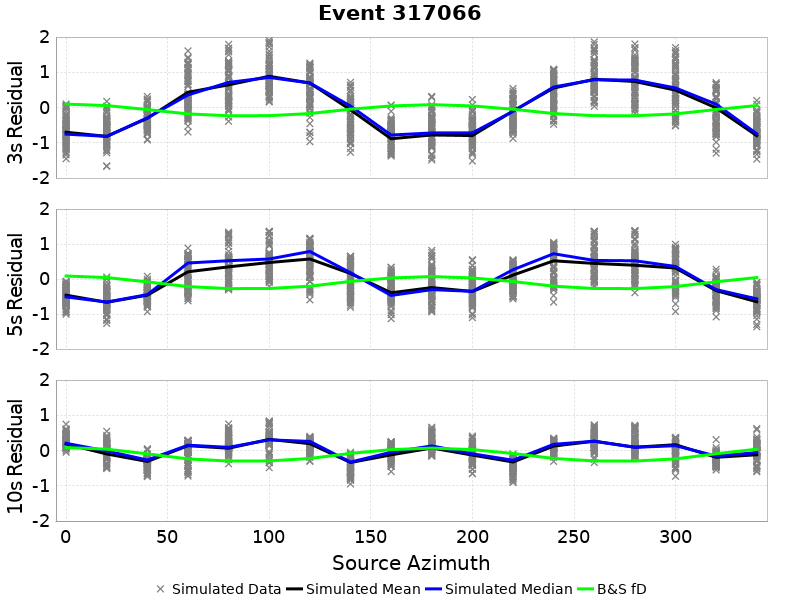 Event 317066
3s Residual
2
1
0
-1
-2
5s Residual
2
1
0
-1
-2
10s Residual
2
1
0
-1
-2
0 50 100 150 200 250 300
Source Azimuth
× Simulated Data Simulated Mean Simulated Median B&S fD